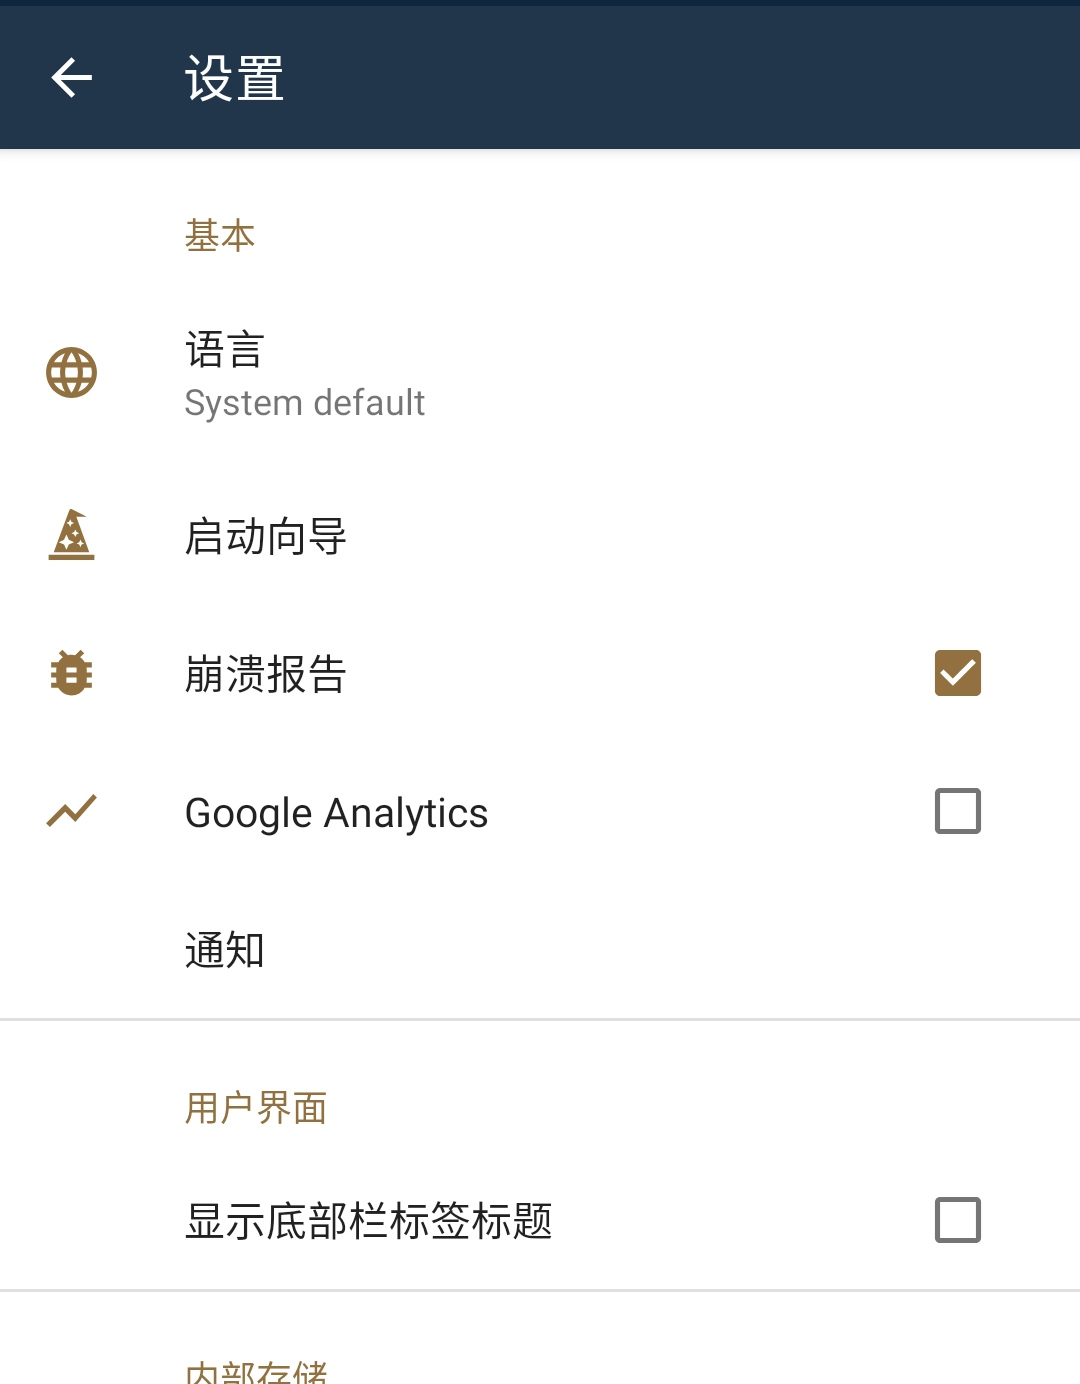 设置
基本
语言
System default
启动向导
崩溃报告
Google Analytics
通知
用户界面
显示底部栏标签标题
内部存储